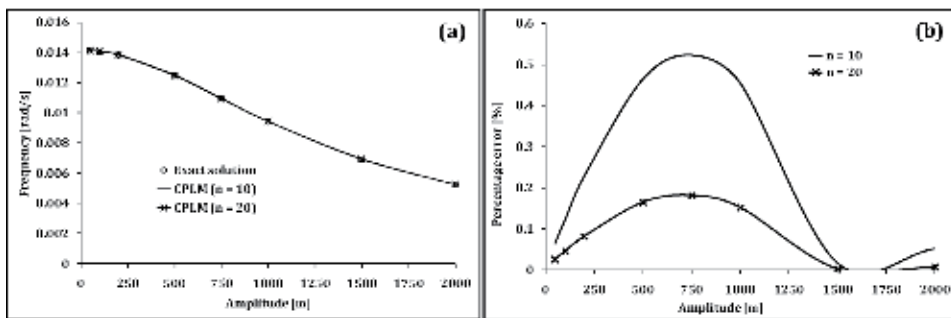 (a)
0.016
0.014
0.012
0.01
0.008
0.006
0.004
0.002
0
Frequency [rad/s]
Exact solution
CPLM (n = 10)
CPLM (n = 20)
0 250 500 750 1000 1250 1500 1750 2000
Amplitude [m]
(b)
0.6
0.5
0.4
0.3
0.2
0.1
0
Percentage error [%]
n = 10
n = 20
0 250 500 750 1000 1250 1500 1750 2000
Amplitude [m]